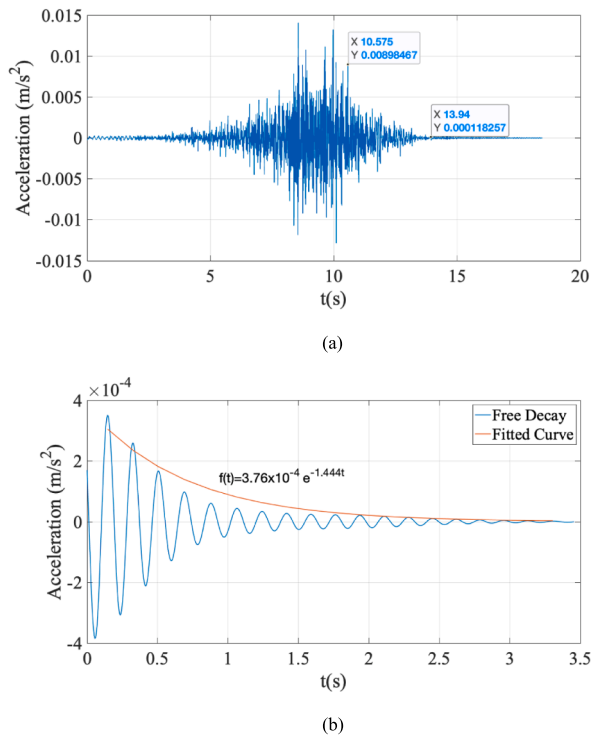 0.015
0.01
0.005
0
-0.005
-0.01
-0.015
Acceleration (m/s²)
X 10.575
Y 0.00898467
X 13.94
Y 0.000118257
0 5 10 15 20
t(s)
(a)
×10⁻⁴
4
2
0
-2
-4
Acceleration (m/s²)
Free Decay
Fitted Curve
f(t)=3.76x10⁻⁴ e⁻¹·⁴⁴⁴ᵗ
0 0.5 1 1.5 2 2.5 3 3.5
t(s)
(b)